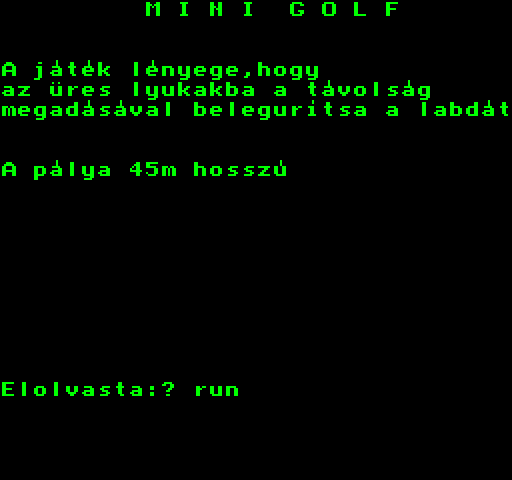 M I N I  G O L F
A játék lényege,hogy
az üres lyukakba a távolság
megadásával beleguritsa a labdát
A pálya 45m hosszú
Elolvasta:? run